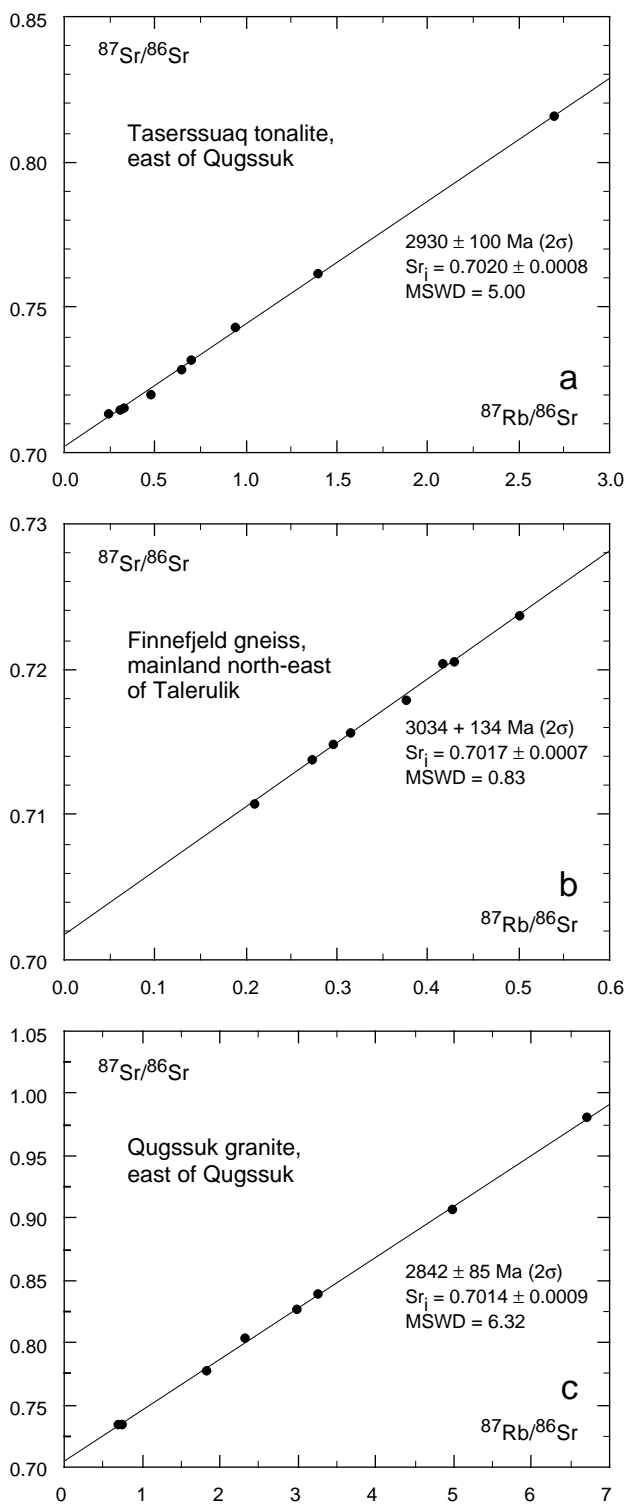 0.85
⁸⁷Sr/⁸⁶Sr
Taserssuaq tonalite,
east of Qugssuk
0.80
2930 ± 100 Ma (2σ)
Srᵢ = 0.7020 ± 0.0008
MSWD = 5.00
0.75
a
⁸⁷Rb/⁸⁶Sr
0.70
0.0 0.5 1.0 1.5 2.0 2.5 3.0
0.73
⁸⁷Sr/⁸⁶Sr
Finnefjeld gneiss,
mainland north-east
of Talerulik
0.72
3034 + 134 Ma (2σ)
Srᵢ = 0.7017 ± 0.0007
MSWD = 0.83
0.71
b
⁸⁷Rb/⁸⁶Sr
0.70
0.0 0.1 0.2 0.3 0.4 0.5 0.6
1.05
⁸⁷Sr/⁸⁶Sr
1.00
Qugssuk granite,
east of Qugssuk
0.95
0.90
2842 ± 85 Ma (2σ)
Srᵢ = 0.7014 ± 0.0009
MSWD = 6.32
0.85
0.80
c
0.75
⁸⁷Rb/⁸⁶Sr
0.70
0 1 2 3 4 5 6 7